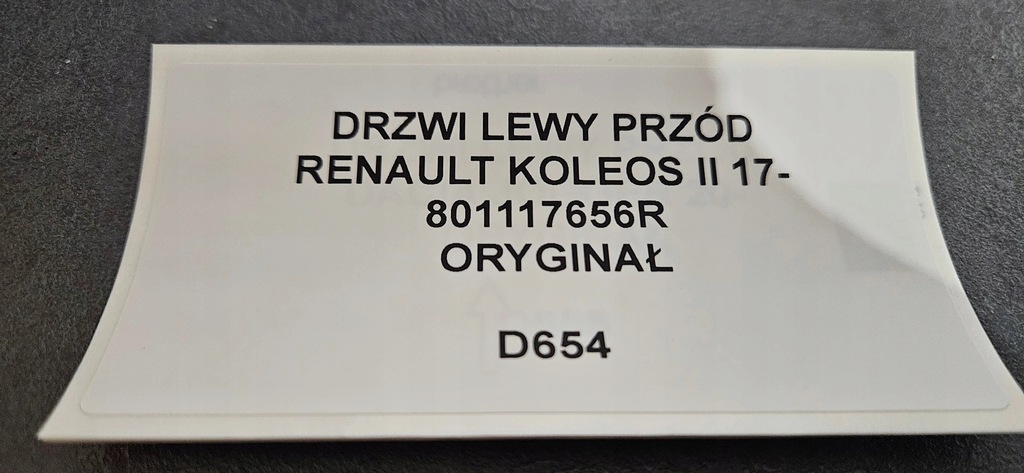 DRZWI LEWY PRZÓD
RENAULT KOLEOS II 17-
801117656R
ORYGINAŁ
D654